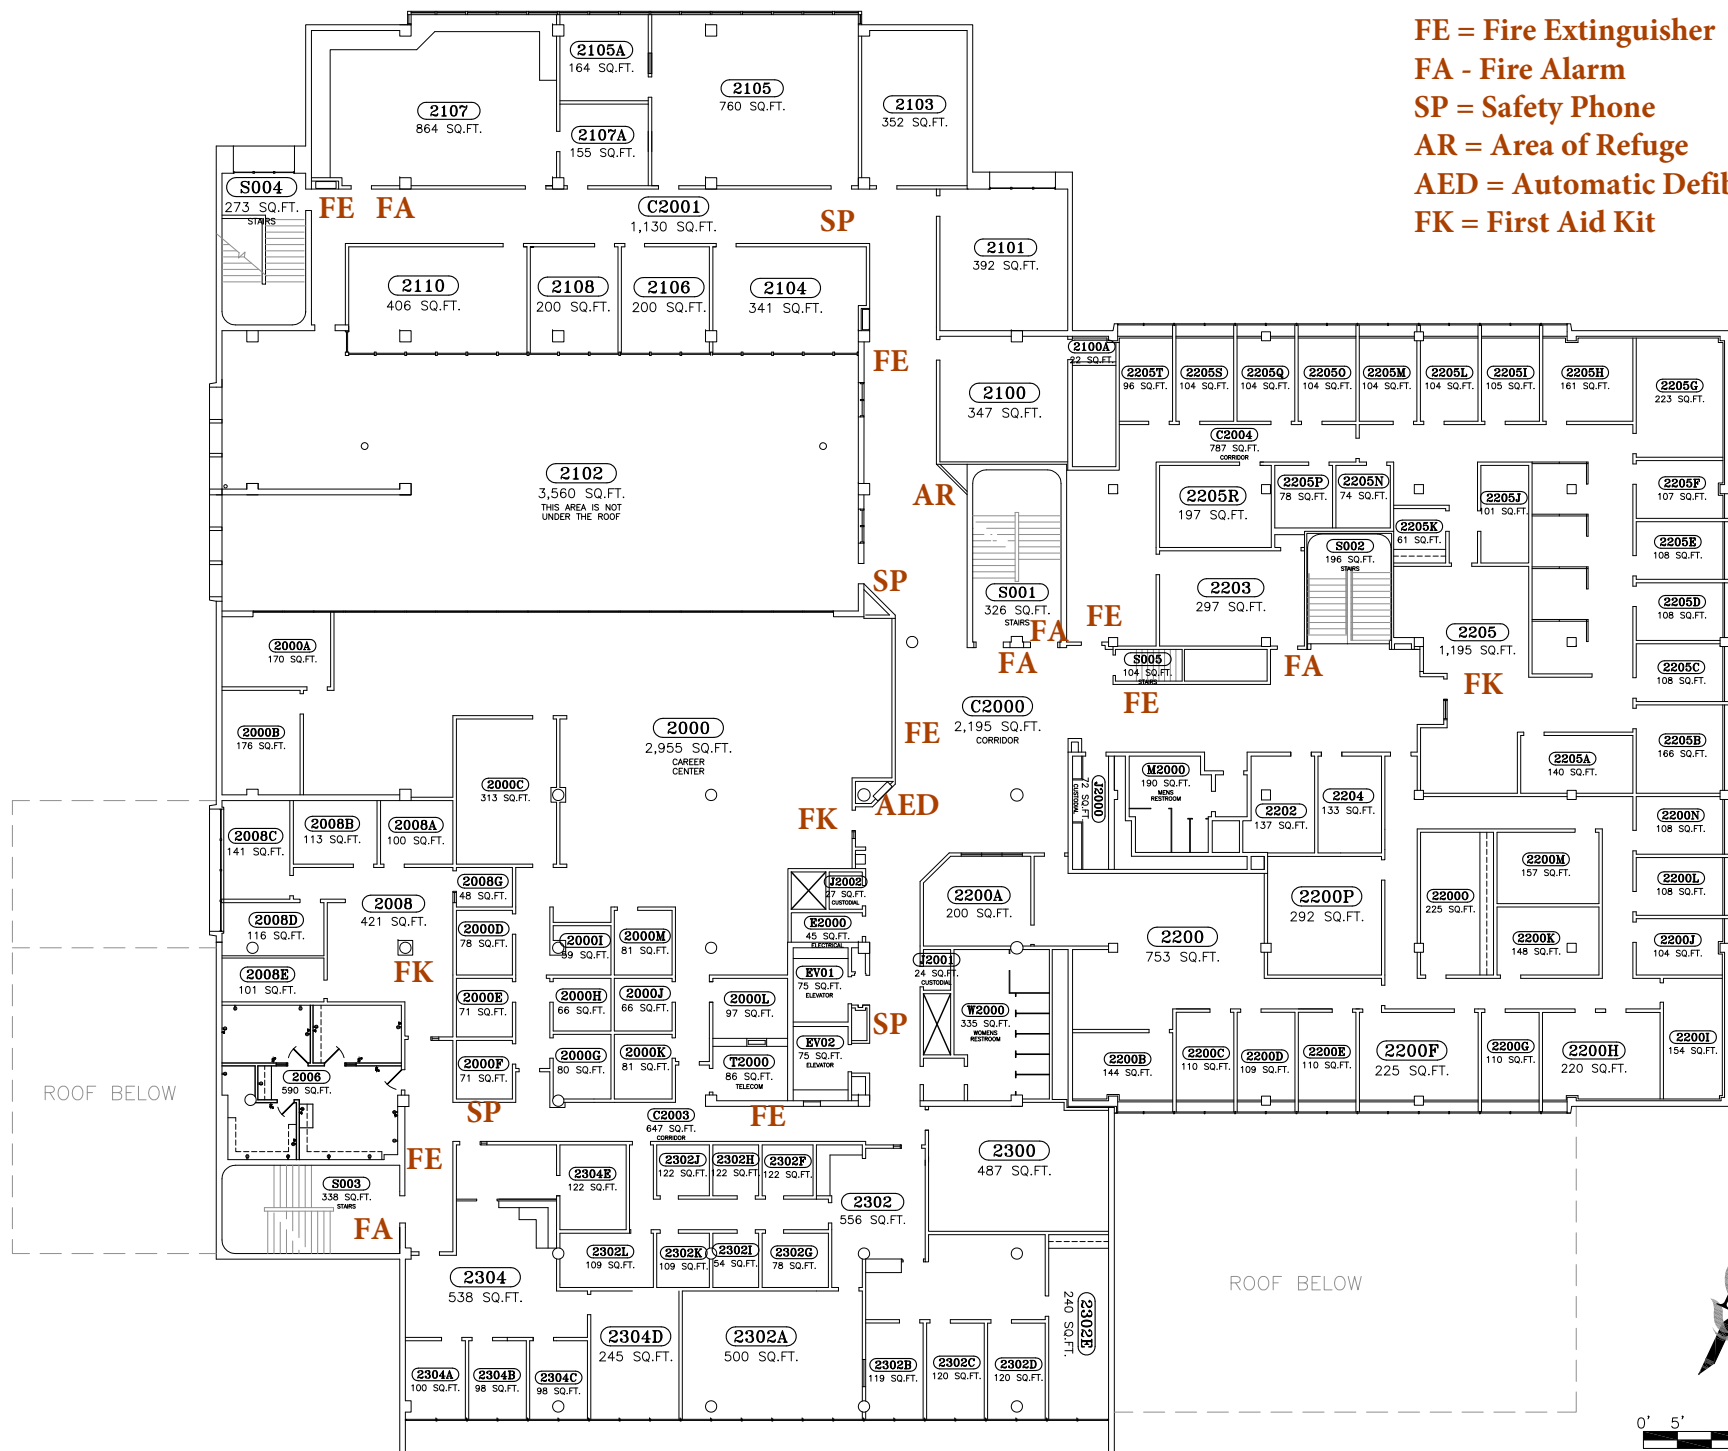 FE = Fire Extinguisher
FA - Fire Alarm
SP = Safety Phone
AR = Area of Refuge
AED = Automatic Defib
FK = First Aid Kit
2105A
164 SQ.FT.
2107
864 SQ.FT.
2107A
155 SQ.FT.
2105
760 SQ.FT.
2103
352 SQ.FT.
S004
273 SQ.FT.
STAIRS
FE
FA
C2001
1,130 SQ.FT.
SP
2101
392 SQ.FT.
2110
406 SQ.FT.
2108
200 SQ.FT.
2106
200 SQ.FT.
2104
341 SQ.FT.
FE
2100A
22 SQ.FT.
2100
347 SQ.FT.
2205T
96 SQ.FT.
2205S
104 SQ.FT.
2205Q
104 SQ.FT.
2205O
104 SQ.FT.
2205M
104 SQ.FT.
2205L
104 SQ.FT.
2205I
105 SQ.FT.
2205H
161 SQ.FT.
2205G
223 SQ.FT.
C2004
787 SQ.FT.
CORRIDOR
2102
3,560 SQ.FT.
THIS AREA IS NOT
UNDER THE ROOF
AR
2205R
197 SQ.FT.
2205P
78 SQ.FT.
2205N
74 SQ.FT.
2205J
101 SQ.FT.
2205F
107 SQ.FT.
2205K
61 SQ.FT.
2205E
108 SQ.FT.
S002
196 SQ.FT.
STAIRS
SP
S001
326 SQ.FT.
STAIRS
2203
297 SQ.FT.
2205D
108 SQ.FT.
FE
FA
FA
2205
1,195 SQ.FT.
2000A
170 SQ.FT.
S005
104 SQ.FT.
STAIRS
FA
FK
2205C
108 SQ.FT.
FE
C2000
2,195 SQ.FT.
CORRIDOR
FE
2000B
176 SQ.FT.
2000
2,955 SQ.FT.
CAREER
CENTER
2205B
166 SQ.FT.
2205A
140 SQ.FT.
2000C
313 SQ.FT.
M2000
190 SQ.FT.
MENS
RESTROOM
J2000
72 SQ.FT
CUSTODIAL
2202
137 SQ.FT.
2204
133 SQ.FT.
FK
AED
2008C
141 SQ.FT.
2008B
113 SQ.FT.
2008A
100 SQ.FT.
2200N
108 SQ.FT.
2200M
157 SQ.FT.
2200L
108 SQ.FT.
2008G
48 SQ.FT.
J2002
27 SQ.FT.
CUSTODIAL
2200A
200 SQ.FT.
2200P
292 SQ.FT.
2200O
225 SQ.FT.
2008
421 SQ.FT.
2008D
116 SQ.FT.
2000D
78 SQ.FT.
2000I
59 SQ.FT.
2000M
81 SQ.FT.
E2000
45 SQ.FT.
ELECTRICAL
2200
753 SQ.FT.
2200K
148 SQ.FT.
2200J
104 SQ.FT.
FK
2008E
101 SQ.FT.
J2001
24 SQ.FT.
CUSTODIAL
EV01
75 SQ.FT.
ELEVATOR
2000E
71 SQ.FT.
2000H
66 SQ.FT.
2000J
66 SQ.FT.
2000L
97 SQ.FT.
SP
W2000
335 SQ.FT.
WOMENS
RESTROOM
EV02
75 SQ.FT.
ELEVATOR
2000F
71 SQ.FT.
2000G
80 SQ.FT.
2000K
81 SQ.FT.
T2000
86 SQ.FT.
TELECOM
2200B
144 SQ.FT.
2200C
110 SQ.FT.
2200D
109 SQ.FT.
2200E
110 SQ.FT.
2200F
225 SQ.FT.
2200G
110 SQ.FT.
2200H
220 SQ.FT.
2200I
154 SQ.FT.
ROOF BELOW
2006
590 SQ.FT.
SP
C2003
647 SQ.FT.
CORRIDOR
FE
FE
2300
487 SQ.FT.
2304E
122 SQ.FT.
2302J
122 SQ.FT.
2302H
122 SQ.FT.
2302F
122 SQ.FT.
S003
338 SQ.FT.
STAIRS
FA
2302
556 SQ.FT.
2302L
109 SQ.FT.
2302K
109 SQ.FT.
2302I
54 SQ.FT.
2302G
78 SQ.FT.
2304
538 SQ.FT.
ROOF BELOW
2302E
240 SQ.FT.
2304D
245 SQ.FT.
2302A
500 SQ.FT.
2304A
100 SQ.FT.
2304B
98 SQ.FT.
2304C
98 SQ.FT.
2302B
119 SQ.FT.
2302C
120 SQ.FT.
2302D
120 SQ.FT.
0' 5'